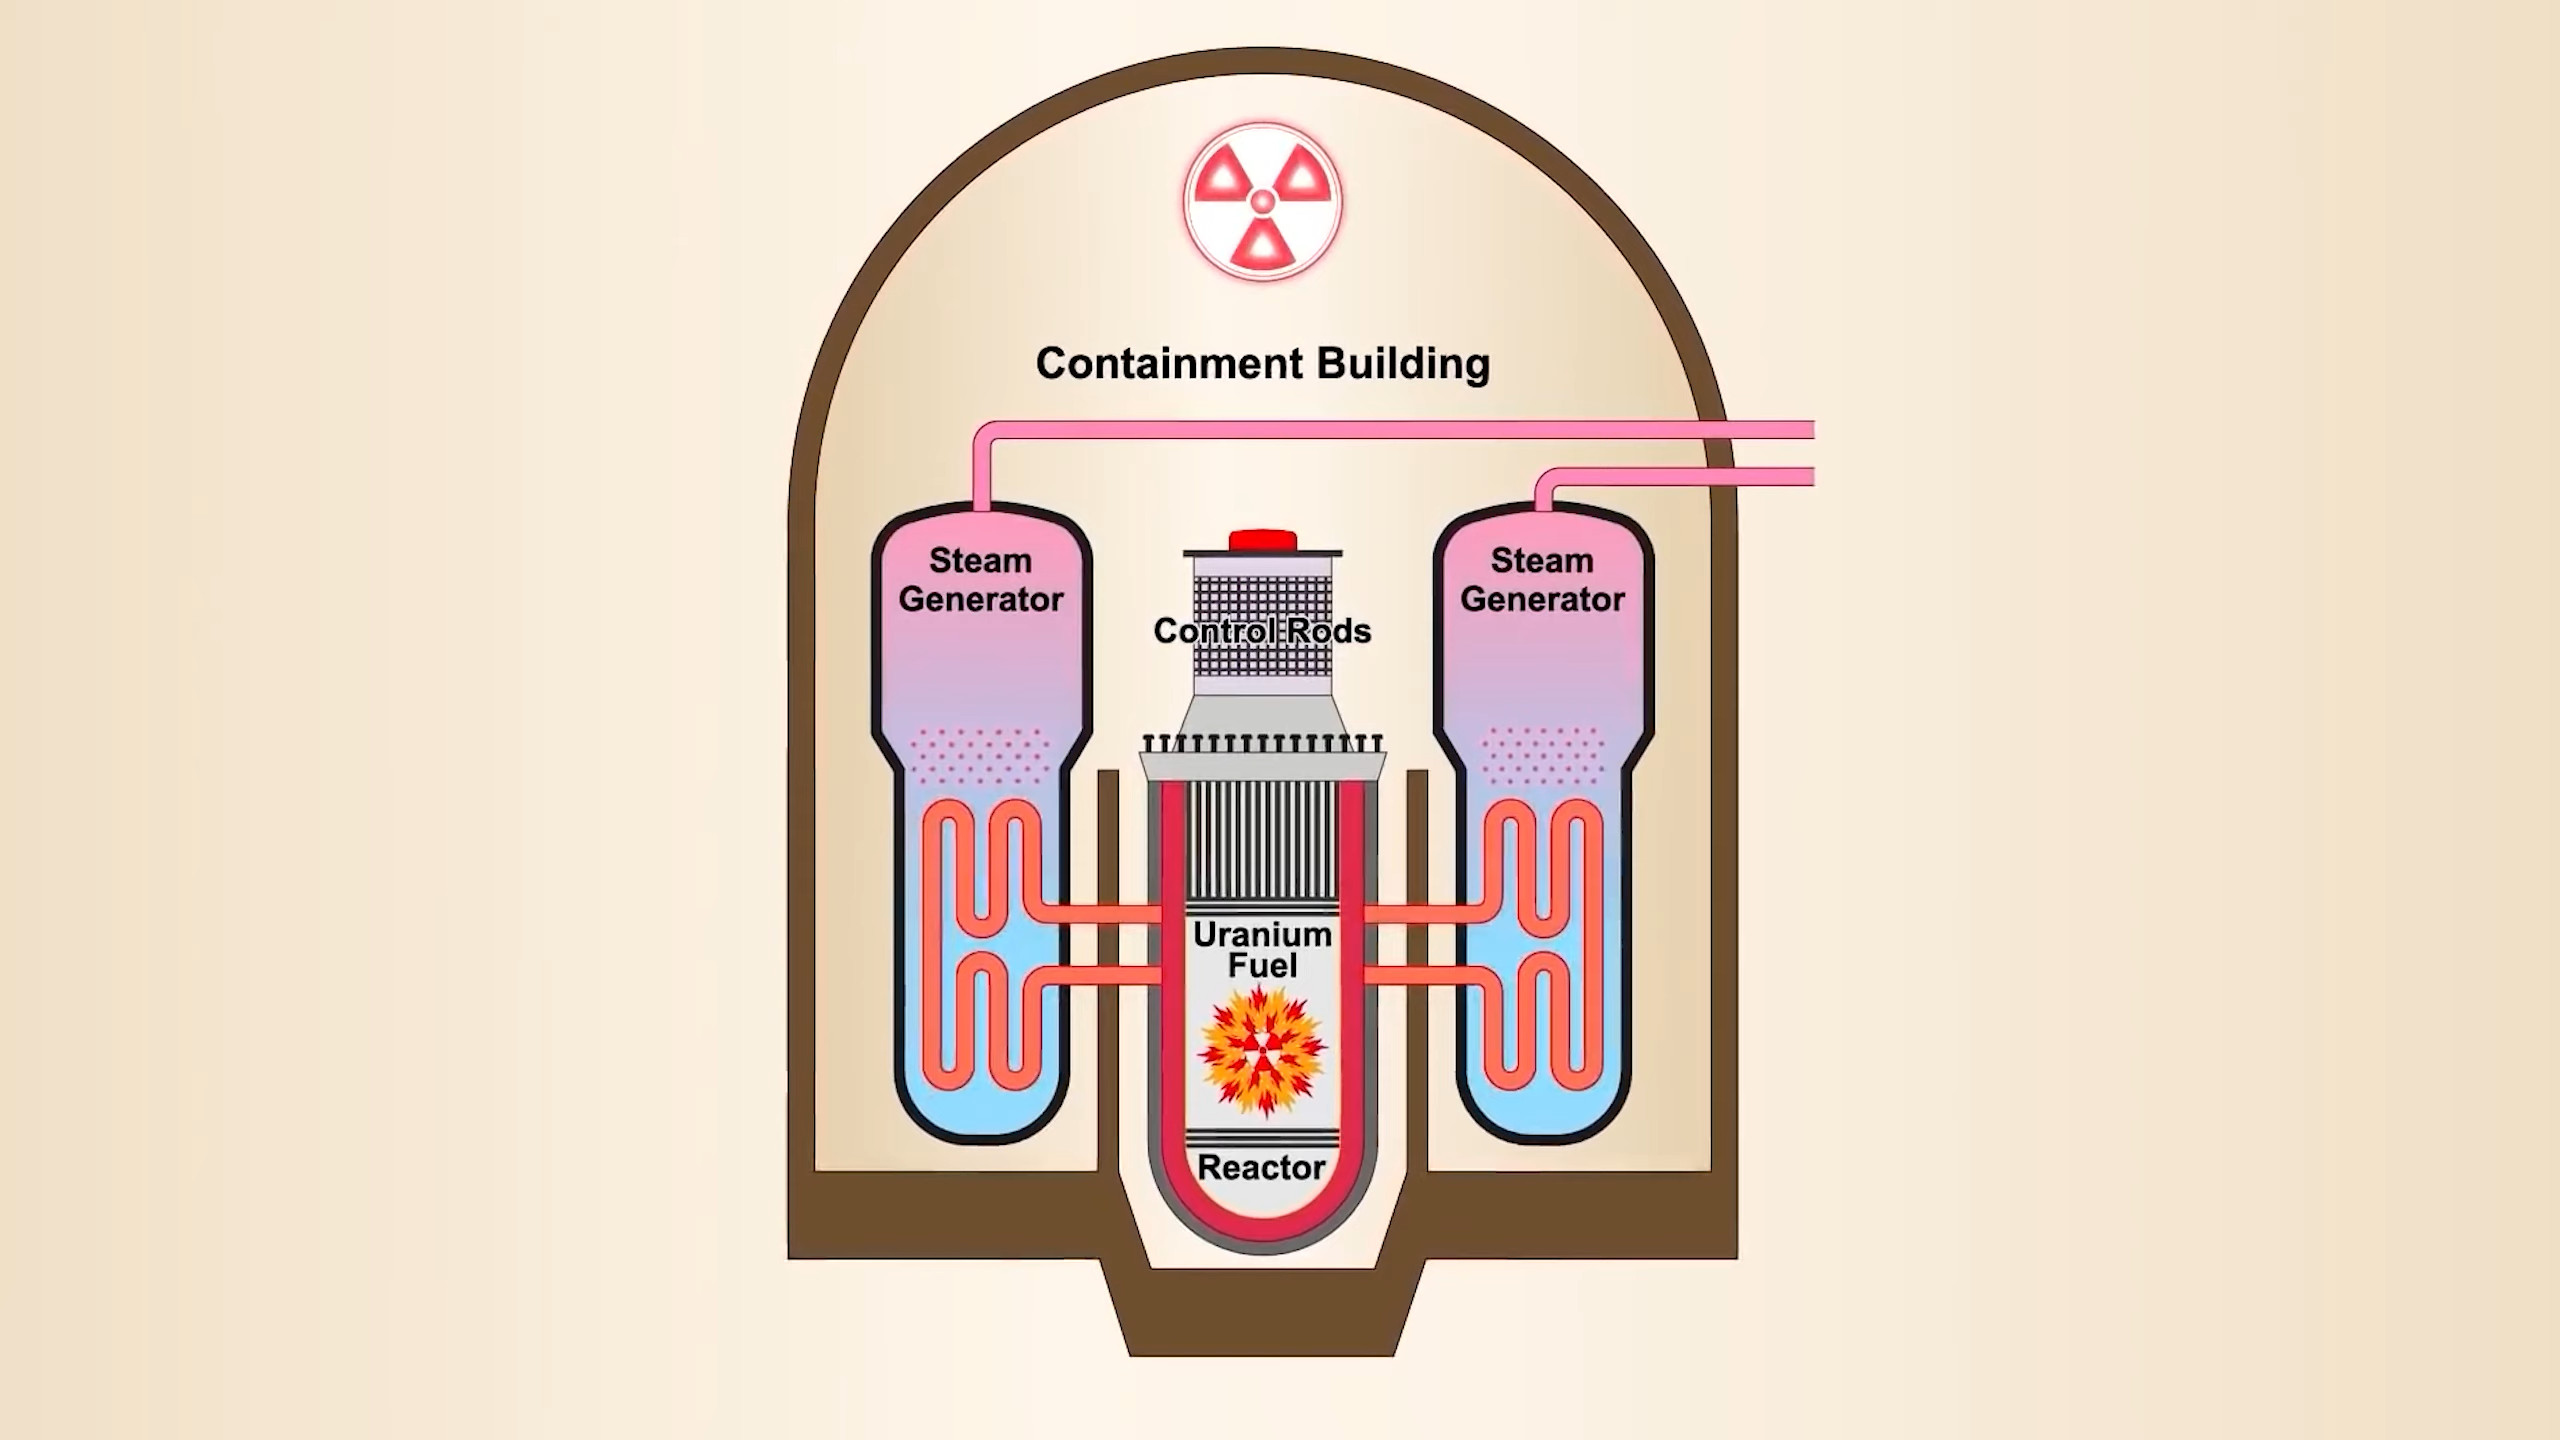 Containment Building
Steam
Generator
Control Rods
Steam
Generator
Uranium
Fuel
Reactor